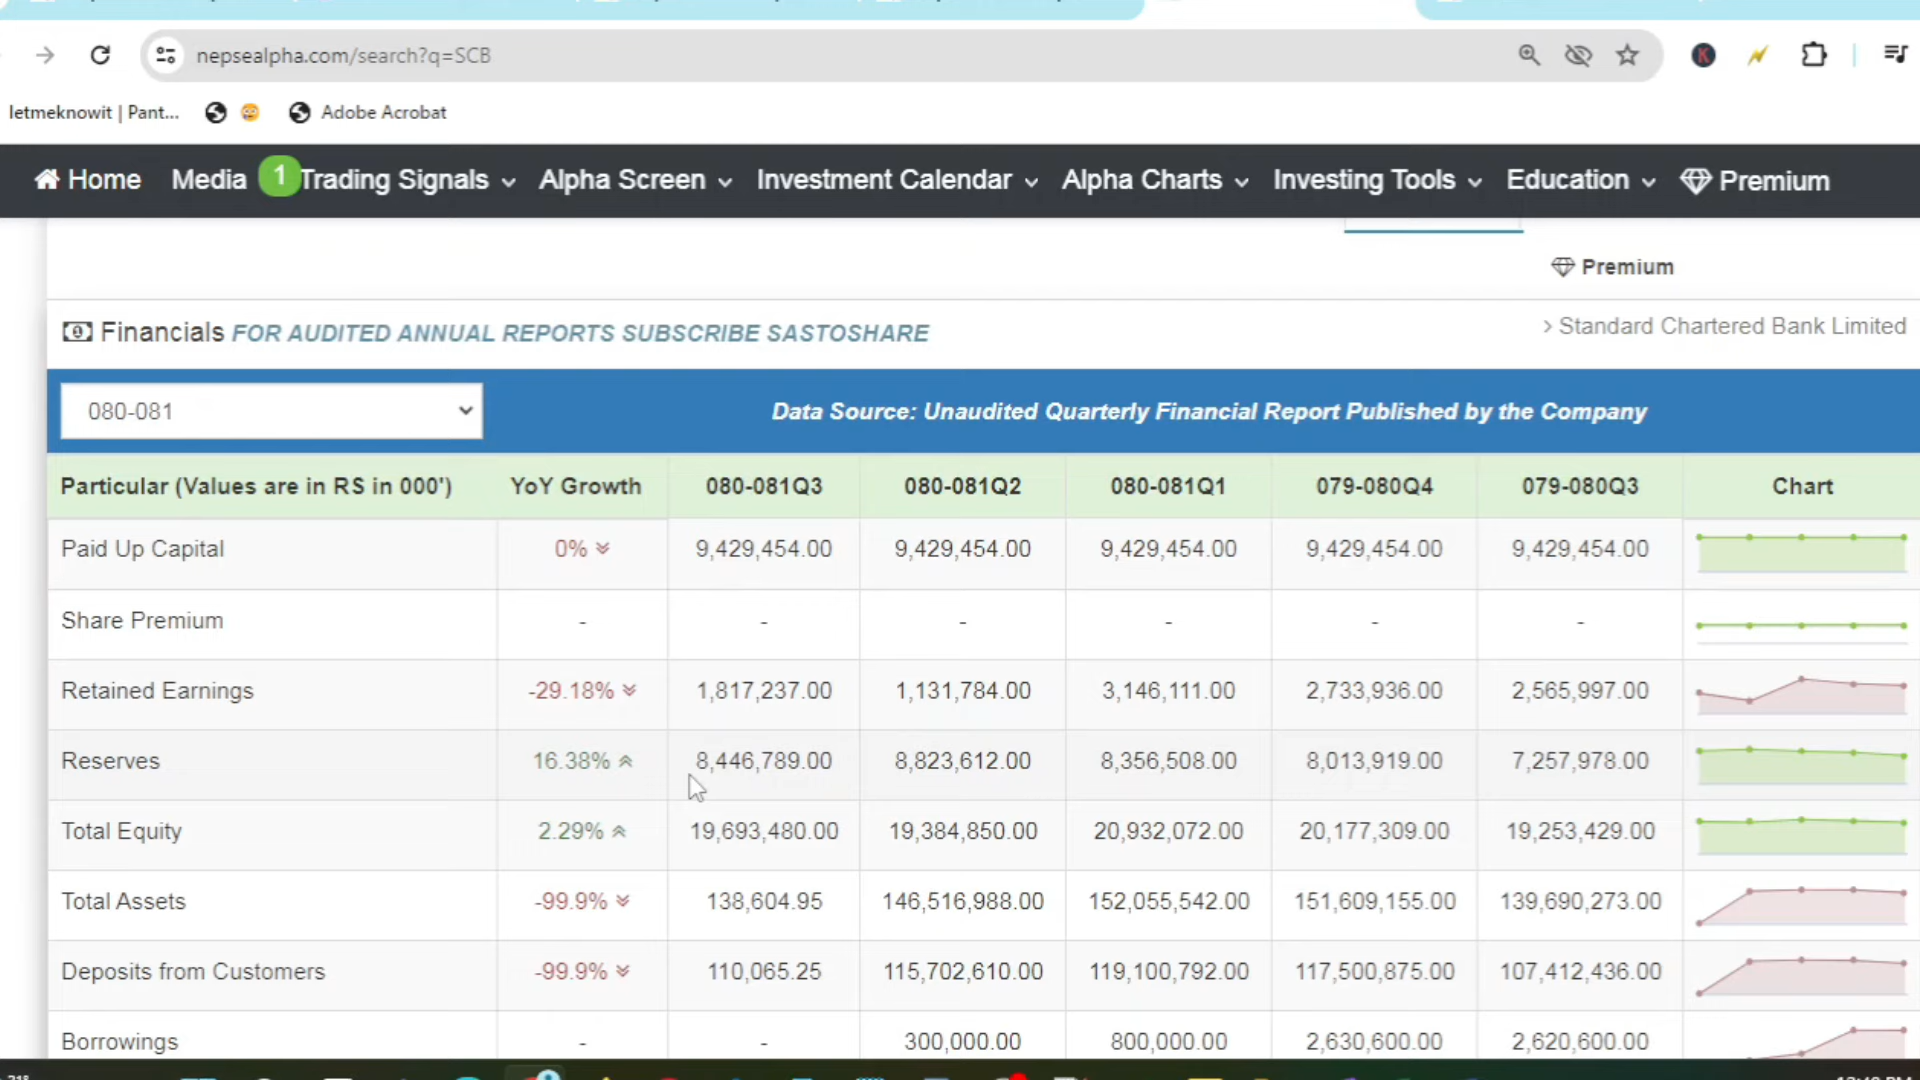 nepsealpha.com/search?q=SCB
K
letmeknowit | Pant...
Adobe Acrobat
Home Media 1 Trading Signals Alpha Screen Investment Calendar Alpha Charts Investing Tools Education Premium
Premium
Financials FOR AUDITED ANNUAL REPORTS SUBSCRIBE SASTOSHARE
> Standard Chartered Bank Limited
080-081
Data Source: Unaudited Quarterly Financial Report Published by the Company
Particular (Values are in RS in 000') YoY Growth 080-081Q3 080-081Q2 080-081Q1 079-080Q4 079-080Q3 Chart
Paid Up Capital 0% 9,429,454.00 9,429,454.00 9,429,454.00 9,429,454.00 9,429,454.00
Share Premium - - - - - -
Retained Earnings -29.18% 1,817,237.00 1,131,784.00 3,146,111.00 2,733,936.00 2,565,997.00
Reserves 16.38% 8,446,789.00 8,823,612.00 8,356,508.00 8,013,919.00 7,257,978.00
Total Equity 2.29% 19,693,480.00 19,384,850.00 20,932,072.00 20,177,309.00 19,253,429.00
Total Assets -99.9% 138,604.95 146,516,988.00 152,055,542.00 151,609,155.00 139,690,273.00
Deposits from Customers -99.9% 110,065.25 115,702,610.00 119,100,792.00 117,500,875.00 107,412,436.00
Borrowings - - 300,000.00 800,000.00 2,630,600.00 2,620,600.00